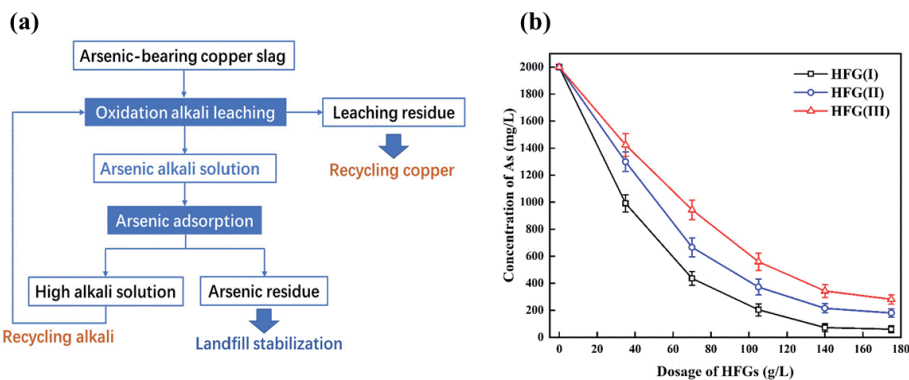 (a)
Arsenic-bearing copper slag
Oxidation alkali leaching
Leaching residue
Arsenic alkali solution
Recycling copper
Arsenic adsorption
High alkali solution
Arsenic residue
Recycling alkali
Landfill stabilization
(b)
HFG(I)
HFG(II)
HFG(III)
Concentration of As (mg/L)
2000
1800
1600
1400
1200
1000
800
600
400
200
0
0 20 40 60 80 100 120 140 160 180
Dosage of HFGs (g/L)